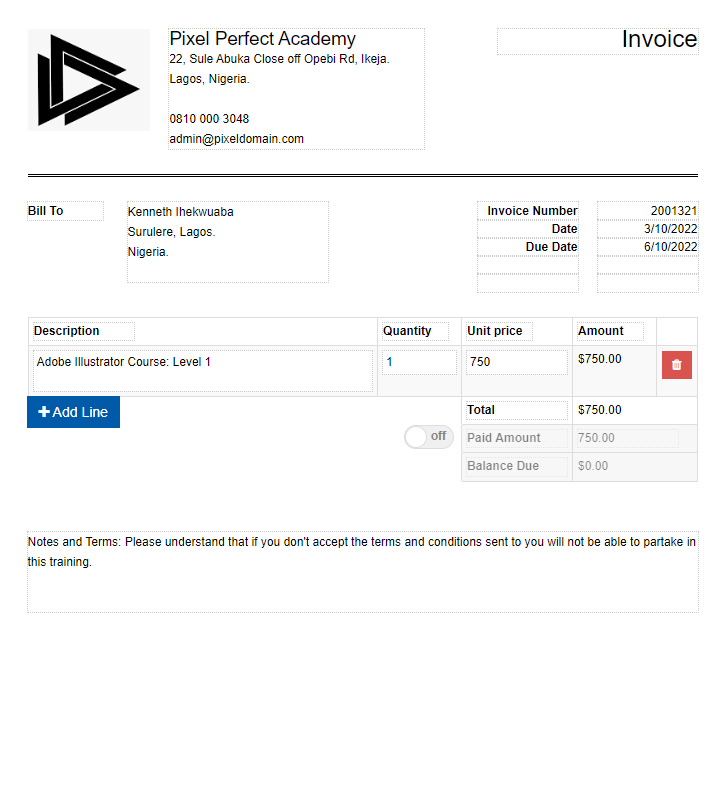 Pixel Perfect Academy
22, Sule Abuka Close off Opebi Rd, Ikeja.
Lagos, Nigeria.
0810 000 3048
admin@pixeldomain.com
Invoice
Bill To
Kenneth Ihekwuaba
Surulere, Lagos.
Nigeria.
Invoice Number 2001321
Date 3/10/2022
Due Date 6/10/2022
Description Quantity Unit price Amount
Adobe Illustrator Course: Level 1 1 750 $750.00
Add Line
Total $750.00
off
Paid Amount 750.00
Balance Due $0.00
Notes and Terms: Please understand that if you don't accept the terms and conditions sent to you will not be able to partake in
this training.